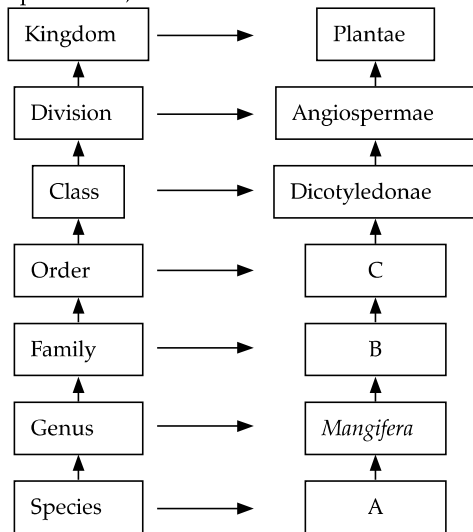 Kingdom Plantae
Division Angiospermae
Class Dicotyledonae
Order C
Family B
Genus Mangifera
Species A